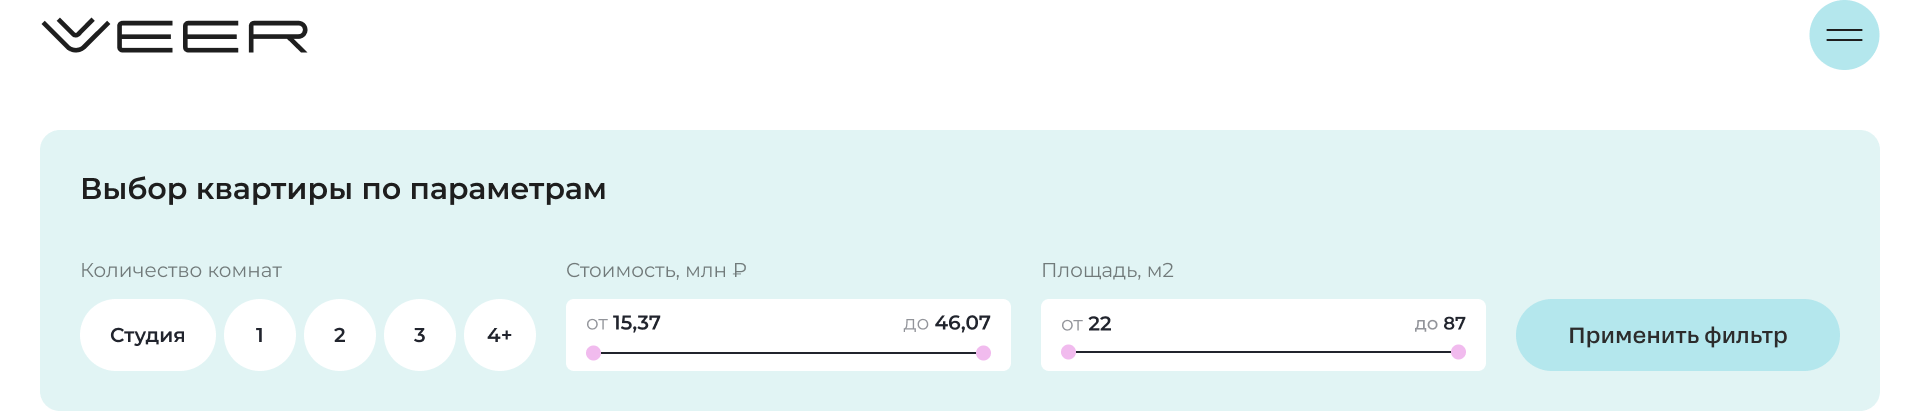 VEER
Выбор квартиры по параметрам
Количество комнат
Студия 1 2 3 4+
Стоимость, млн ₽
от 15,37 до 46,07
Площадь, м2
от 22 до 87
Применить фильтр